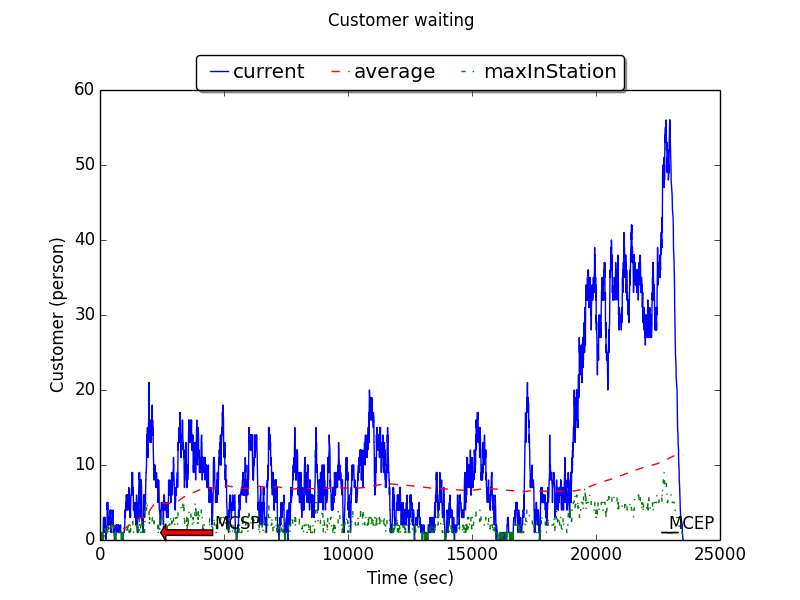 Customer waiting
current average maxInStation
60
50
40
30
20
10
0
Customer (person)
MCSP MCEP
0 5000 10000 15000 20000 25000
Time (sec)